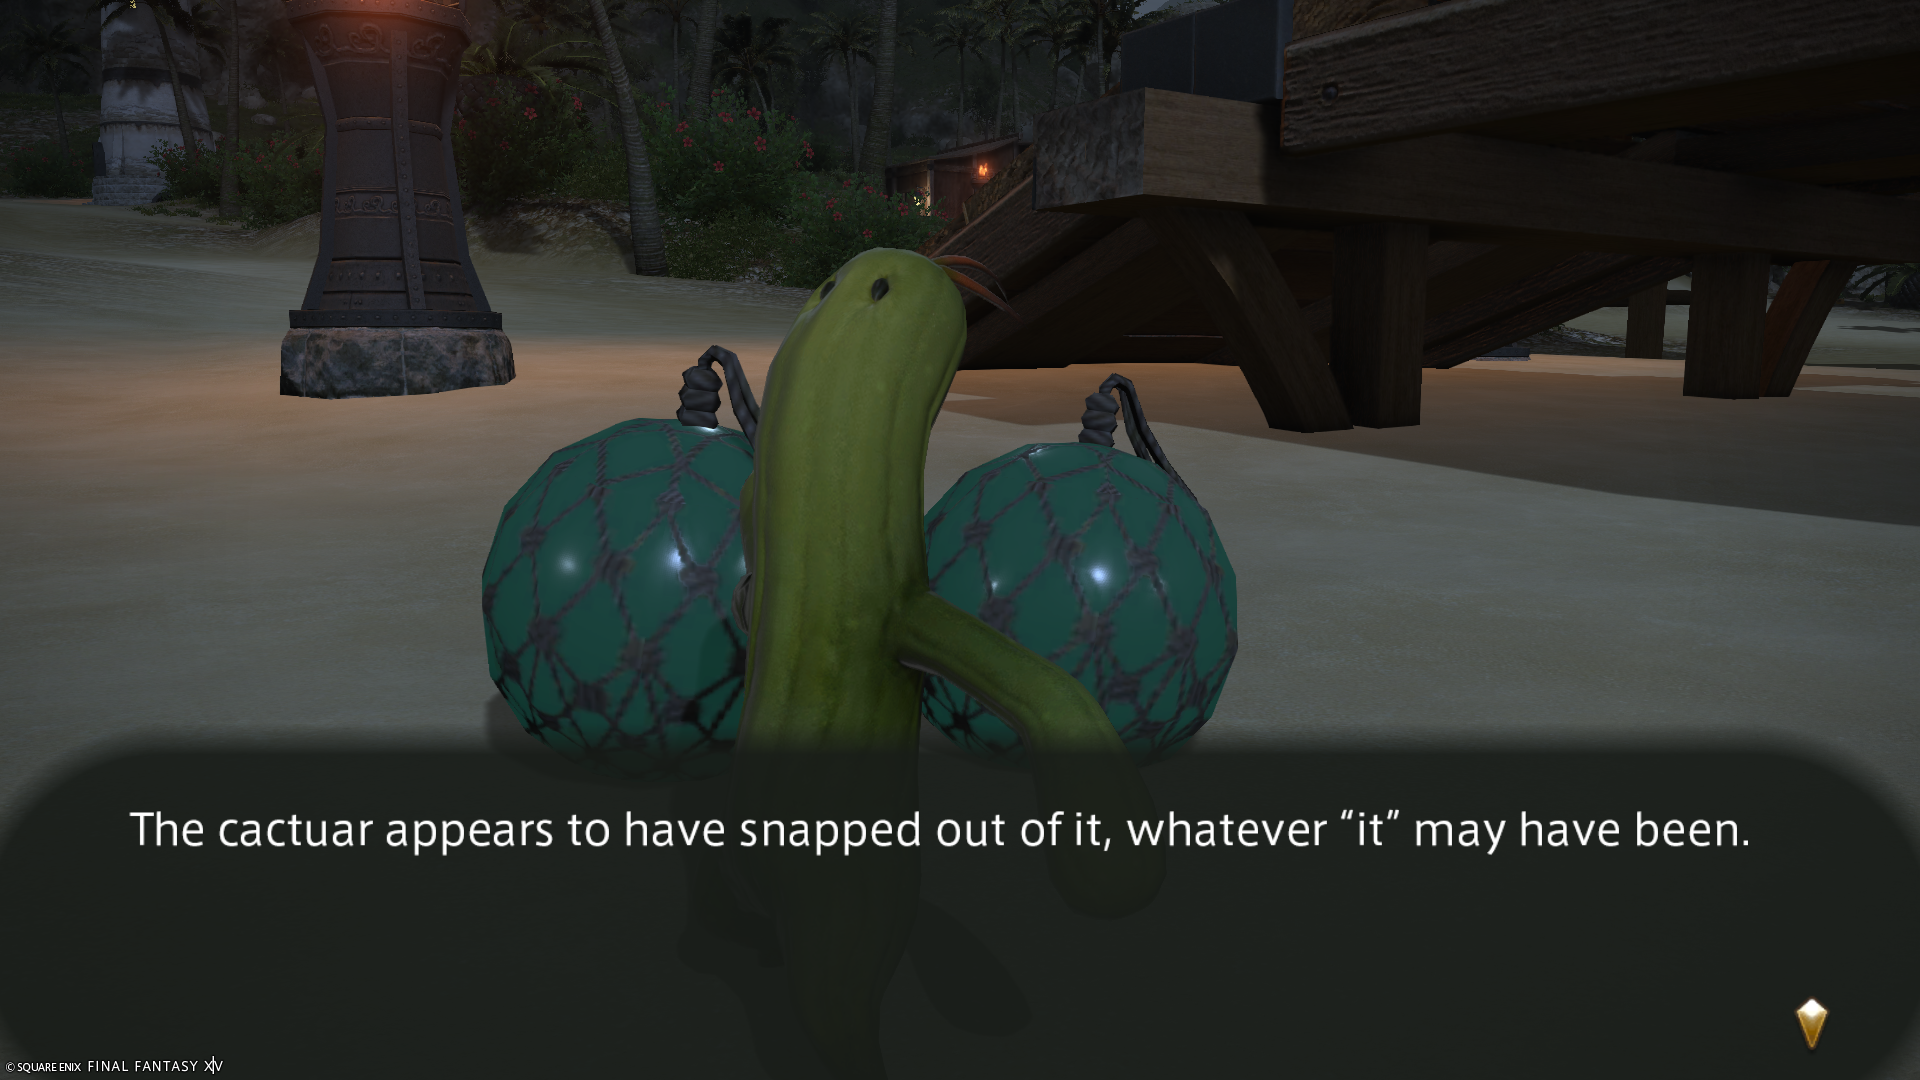 The cactuar appears to have snapped out of it, whatever “it” may have been.
© SQUARE ENIX FINAL FANTASY XIV